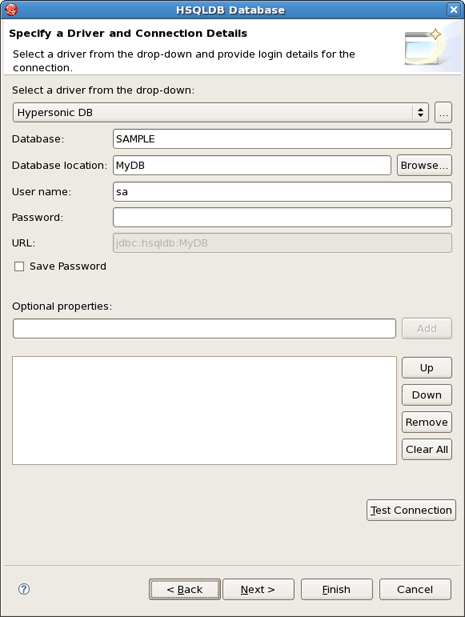 HSQLDB Database
Specify a Driver and Connection Details
Select a driver from the drop-down and provide login details for the
connection.
Select a driver from the drop-down:
Hypersonic DB
...
Database: SAMPLE
Database location: MyDB Browse...
User name: sa
Password:
URL: jdbc:hsqldb:MyDB
Save Password
Optional properties:
Add
Up
Down
Remove
Clear All
Test Connection
? < Back Next > Finish Cancel